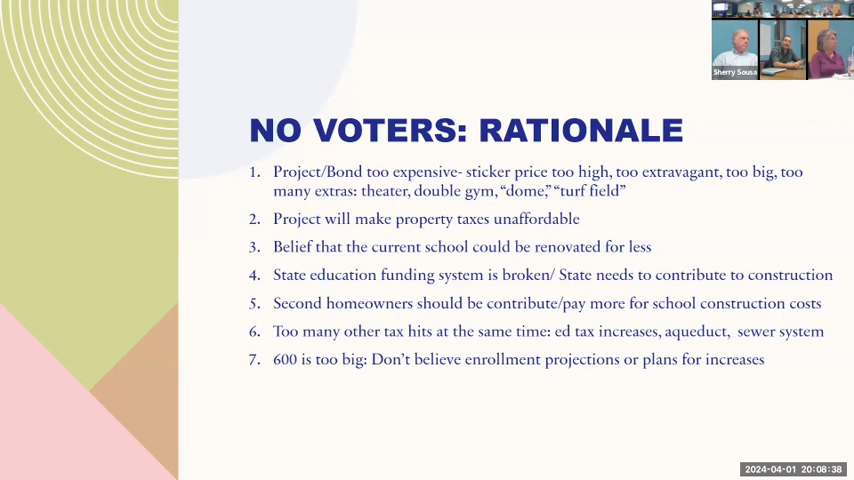 Sherry Sousa
NO VOTERS: RATIONALE
1. Project/Bond too expensive- sticker price too high, too extravagant, too big, too
many extras: theater, double gym, “dome,” “turf field”
2. Project will make property taxes unaffordable
3. Belief that the current school could be renovated for less
4. State education funding system is broken/ State needs to contribute to construction
5. Second homeowners should be contribute/pay more for school construction costs
6. Too many other tax hits at the same time: ed tax increases, aqueduct, sewer system
7. 600 is too big: Don’t believe enrollment projections or plans for increases
2024-04-01 20:08:38